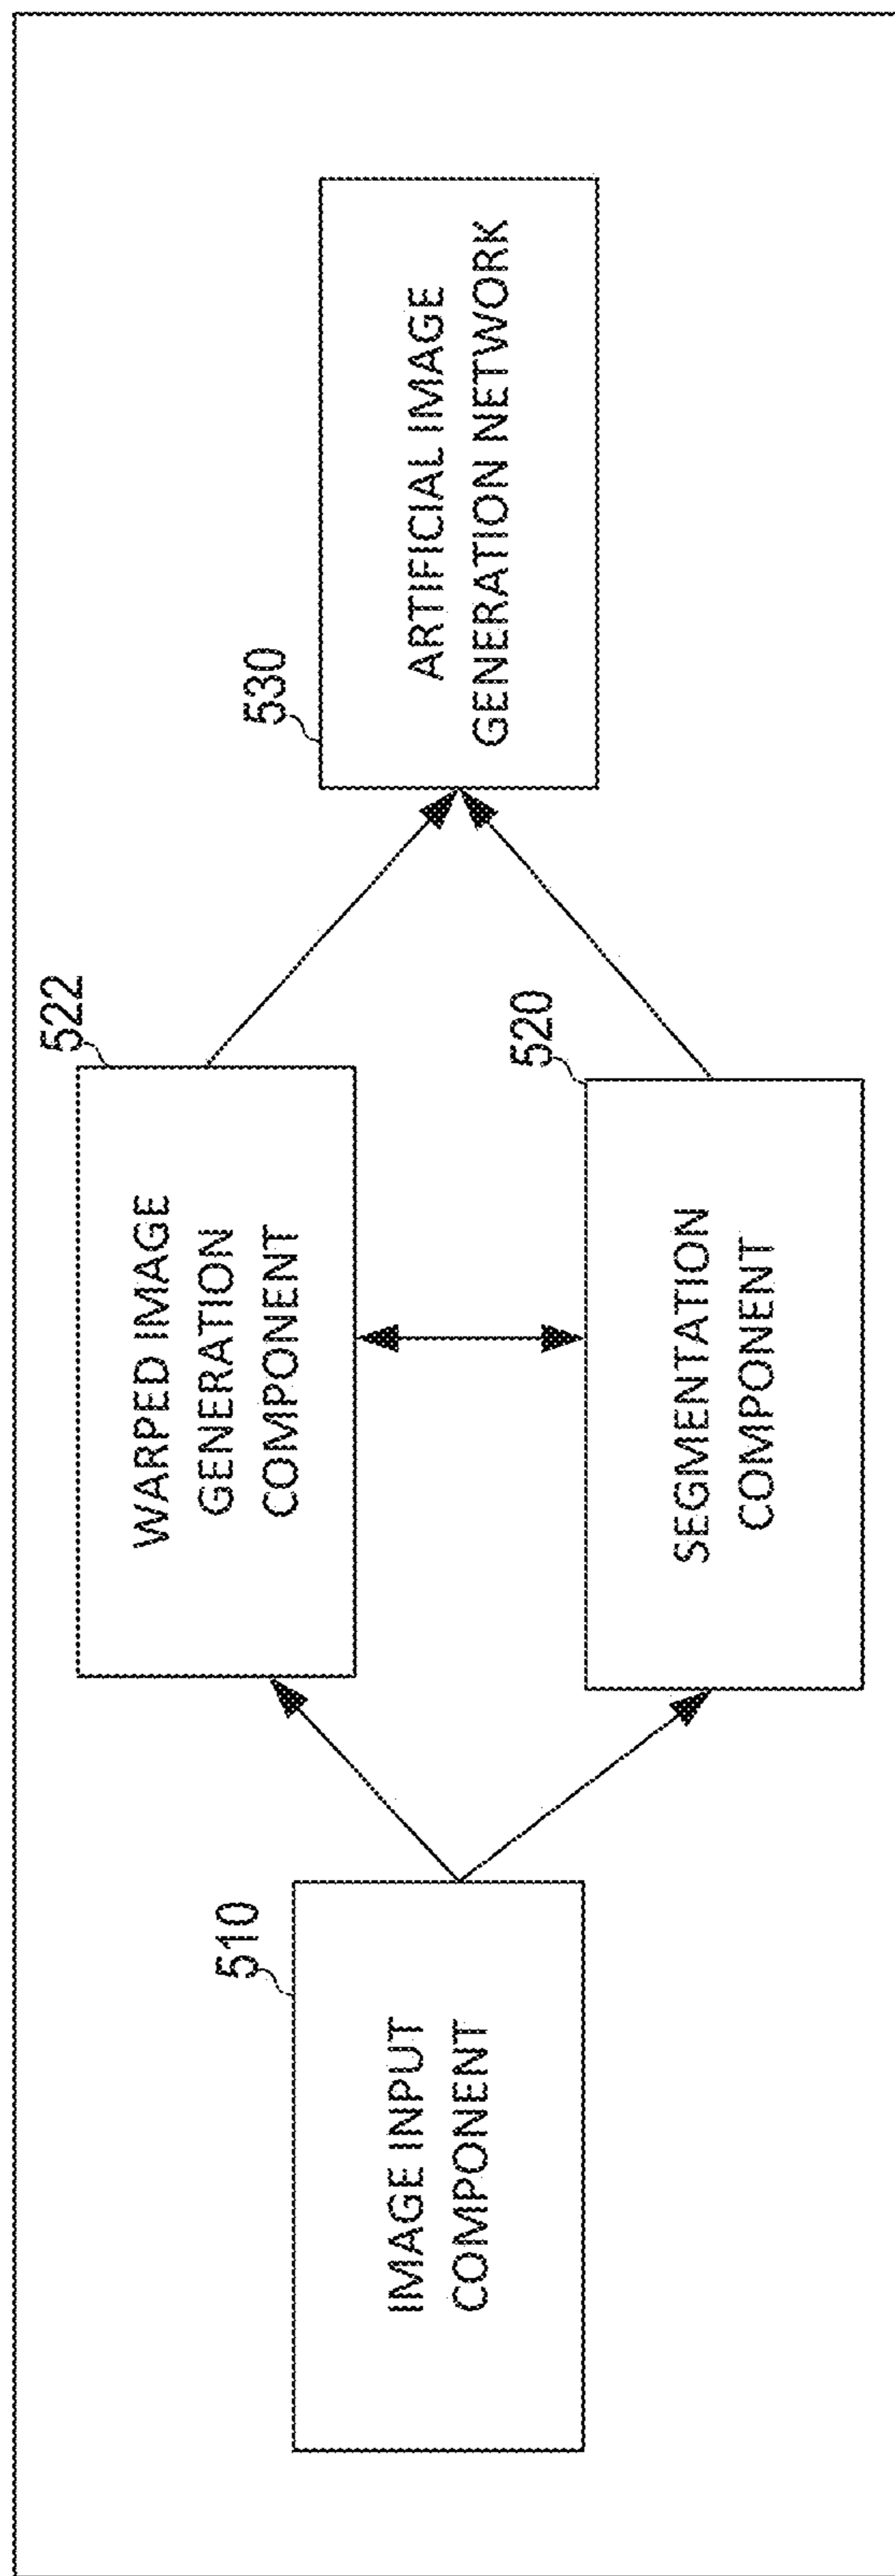 510
IMAGE INPUT
COMPONENT
522
WARPED IMAGE
GENERATION
COMPONENT
520
SEGMENTATION
COMPONENT
530
ARTIFICIAL IMAGE
GENERATION NETWORK